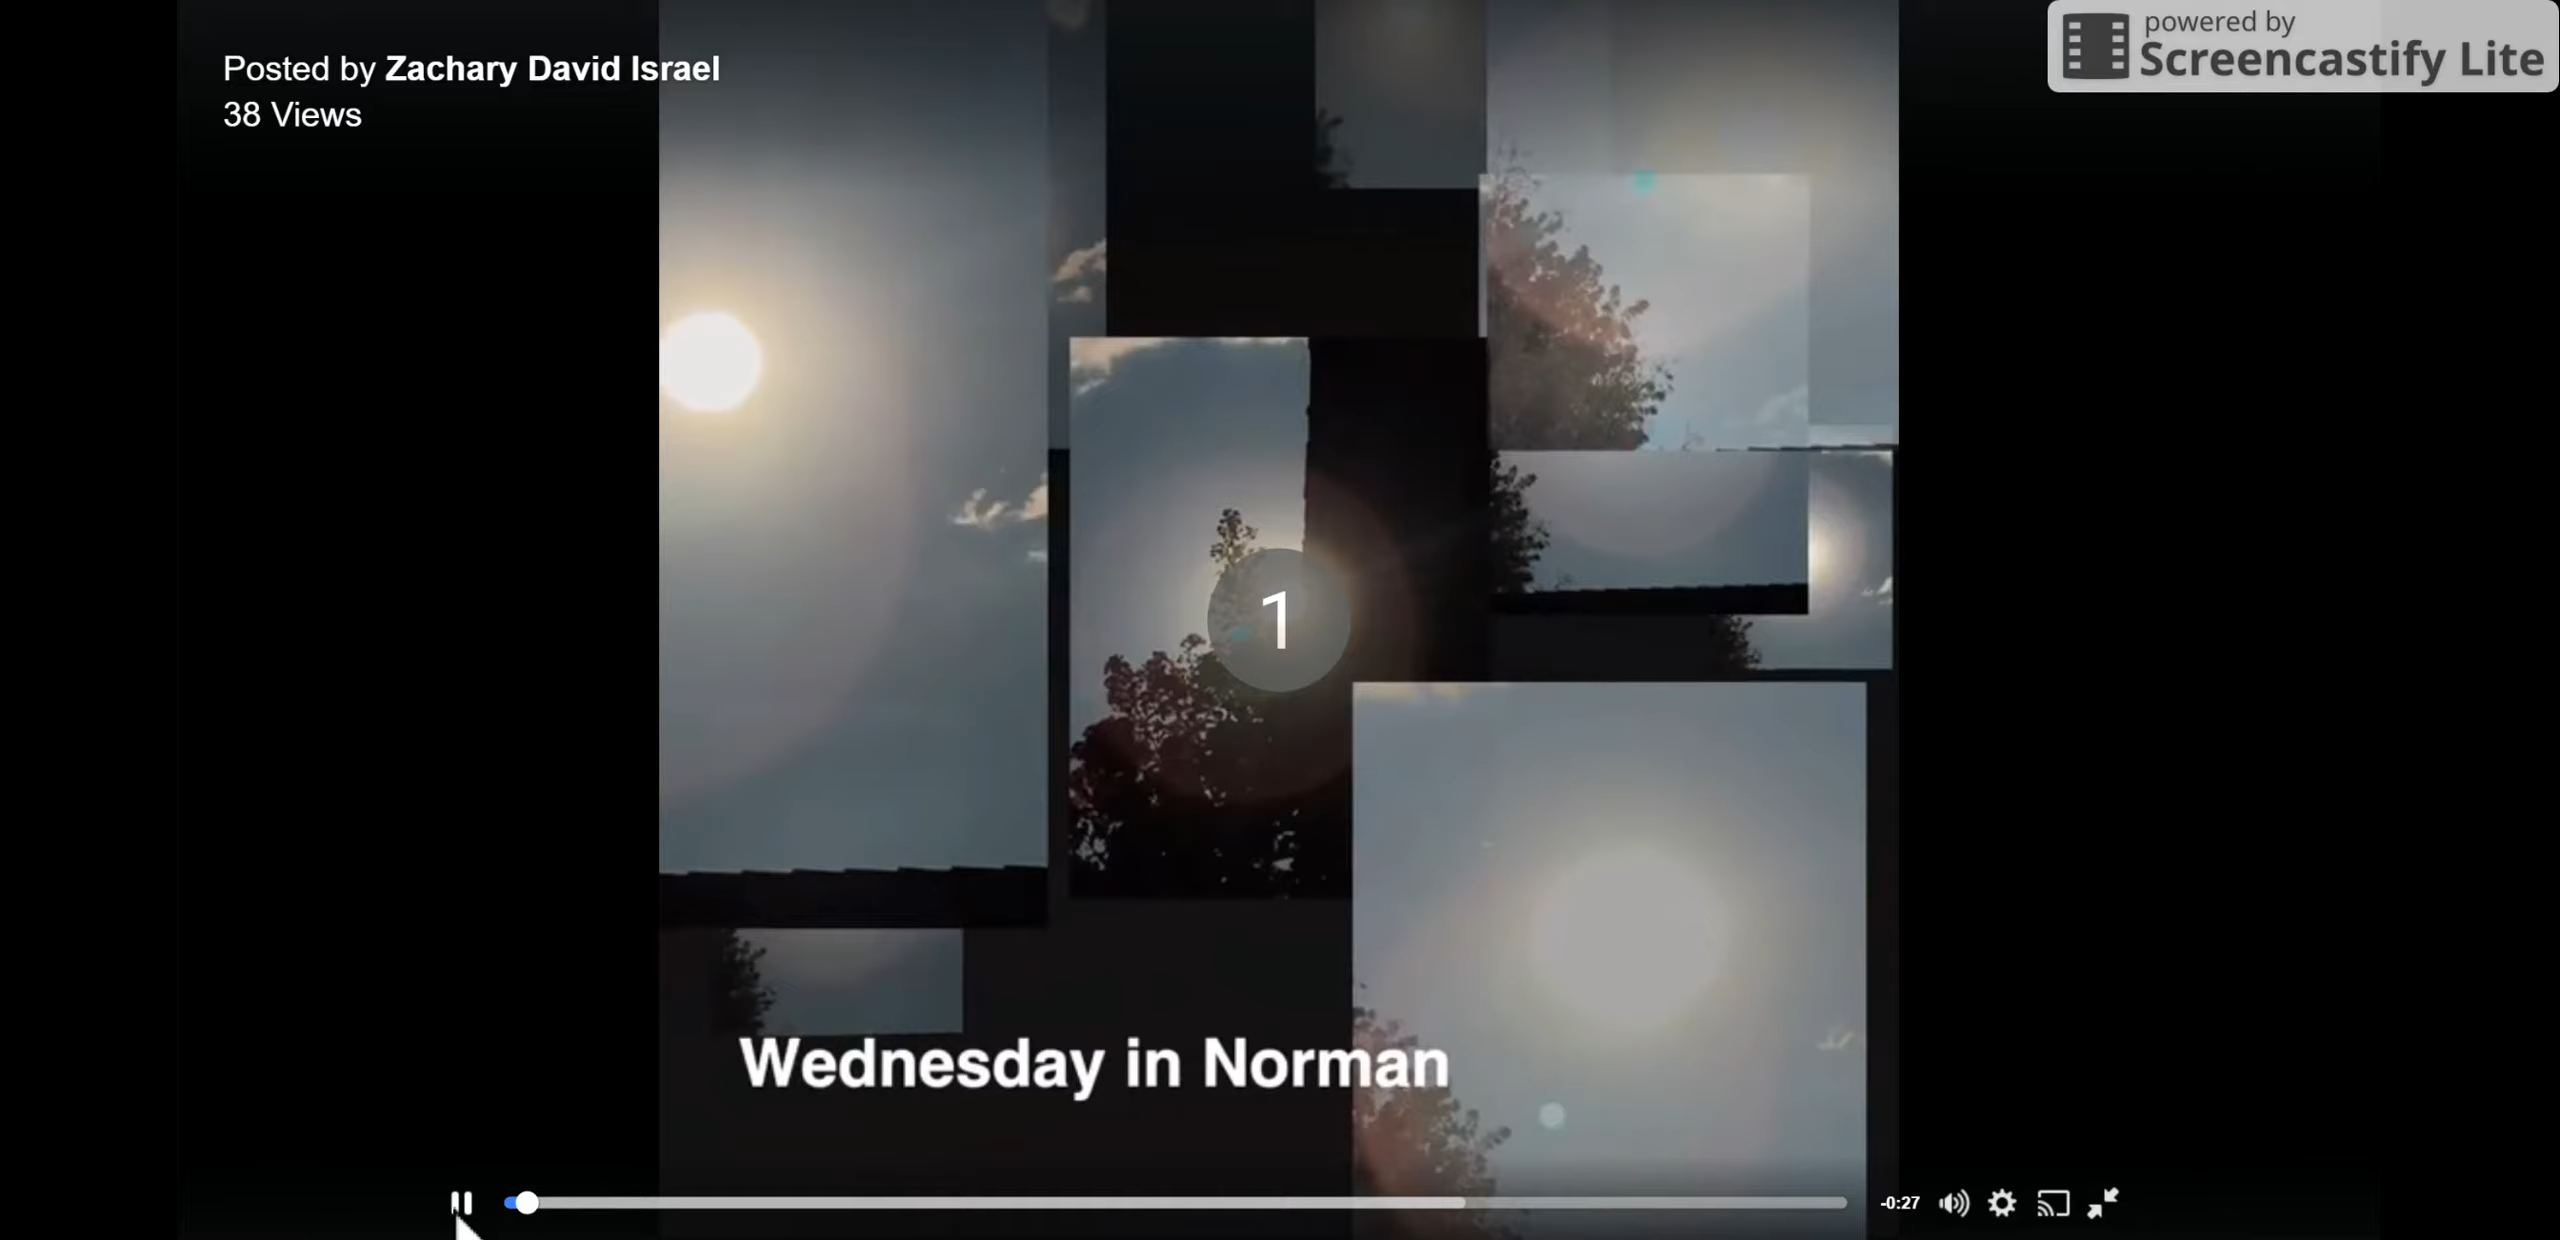 Posted by Zachary David Israel
38 Views
powered by
Screencastify Lite
1
Wednesday in Norman
-0:27